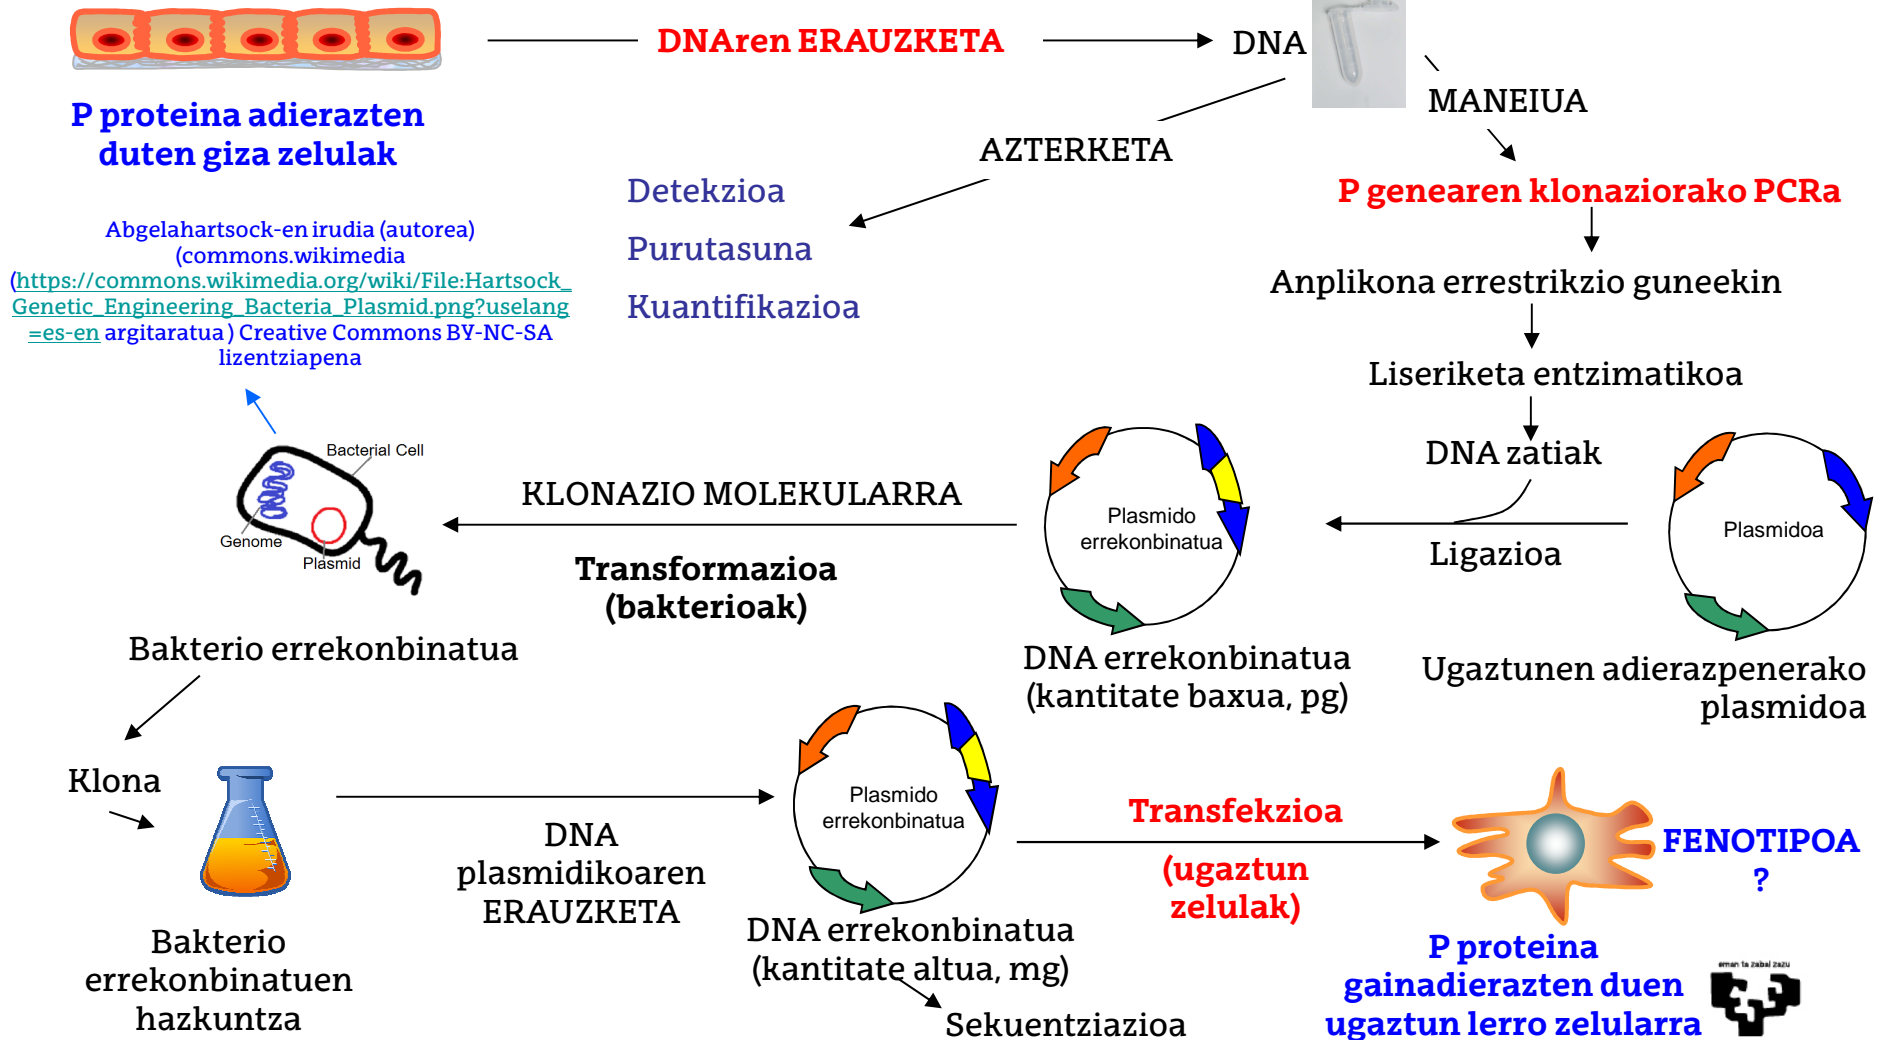 DNAren ERAUZKETA
DNA
MANEIUA
P proteina adierazten
duten giza zelulak
AZTERKETA
Detekzioa
Purutasuna
Kuantifikazioa
P genearen klonaziorako PCRa
Abgelahartsock-en irudia (autorea)
(commons.wikimedia
(https://commons.wikimedia.org/wiki/File:Hartsock_
Genetic_Engineering_Bacteria_Plasmid.png?uselang
=es-en argitaratua) Creative Commons BY-NC-SA
lizentziapena
Anplikona errestrikzio guneekin
Liseriketa entzimatikoa
DNA zatiak
Ligazioa
Plasmidoa
Ugaztunen adierazpenerako
plasmidoa
Plasmido
errekonbinatua
DNA errekonbinatua
(kantitate baxua, pg)
KLONAZIO MOLEKULARRA
Transformazioa
(bakterioak)
Bacterial Cell
Genome
Plasmid
Bakterio errekonbinatua
Klona
Bakterio
errekonbinatuen
hazkuntza
DNA
plasmidikoaren
ERAUZKETA
Plasmido
errekonbinatua
DNA errekonbinatua
(kantitate altua, mg)
Sekuentziazioa
Transfekzioa
(ugaztun
zelulak)
FENOTIPOA
?
P proteina
gainadierazten duen
ugaztun lerro zelularra
eman ta zabal zazu